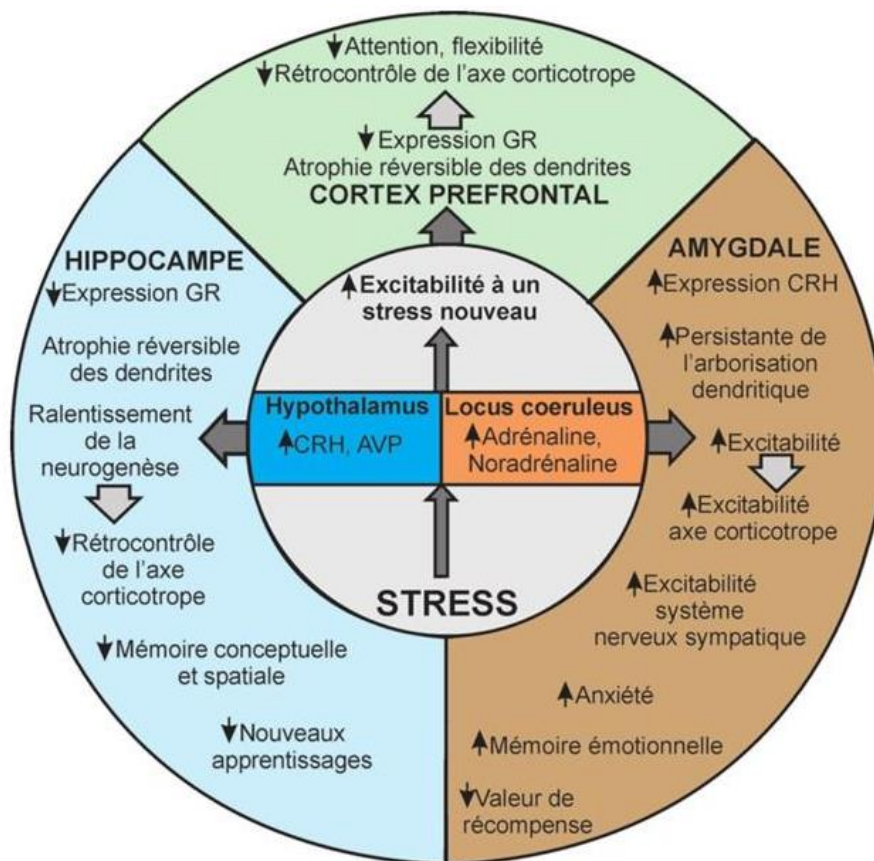 ↓Attention, flexibilité
↓Rétrocontrôle de l'axe corticotrope
↓Expression GR
Atrophie réversible des dendrites
CORTEX PREFRONTAL
HIPPOCAMPE
↓Expression GR
Atrophie réversible
des dendrites
Ralentissement
de la
neurogenèse
↓Rétrocontrôle
de l'axe
corticotrope
↓Mémoire conceptuelle
et spatiale
↓Nouveaux
apprentissages
↑Excitabilité à un
stress nouveau
Hypothalamus
↑CRH, AVP
Locus coeruleus
↑Adrénaline,
Noradrénaline
STRESS
AMYGDALE
↑Expression CRH
↑Persistante de
l'arborisation
dendritique
↑Excitabilité
↑Excitabilité
axe corticotrope
↑Excitabilité
système
nerveux sympatique
↑Anxiété
↑Mémoire émotionnelle
↓Valeur de
récompense